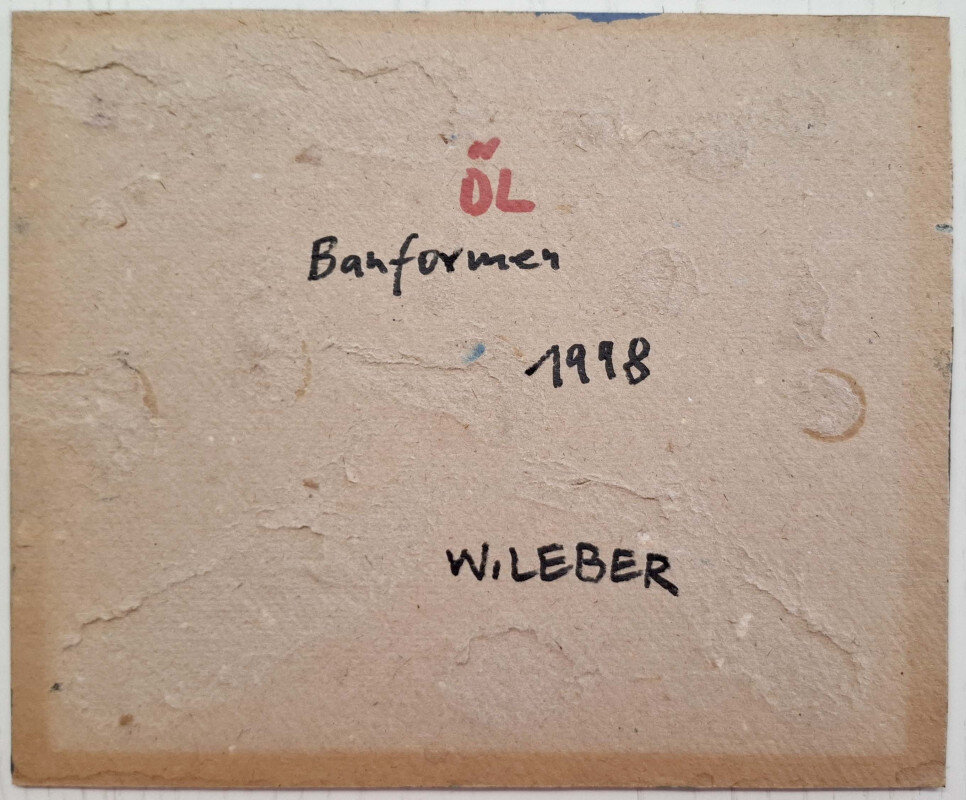 ÖL
Bauformen
1998
W.LEBER